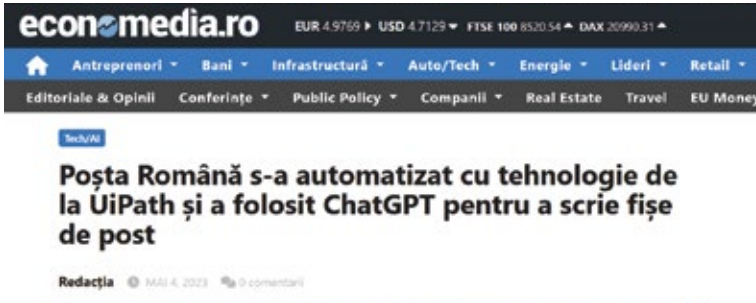 economedia.ro EUR 4.9769 USD 4.7129 FTSE 100 8520.54 DAX 20990.31
Antreprenori Bani Infrastructură Auto/Tech Energie Lideri Retail
Editoriale & Opinii Conferințe Public Policy Companii Real Estate Travel EU Money
Tech/AI
Poșta Română s-a automatizat cu tehnologie de
la UiPath și a folosit ChatGPT pentru a scrie fișe
de post
Redacția MAI 4, 2023 0 comentarii